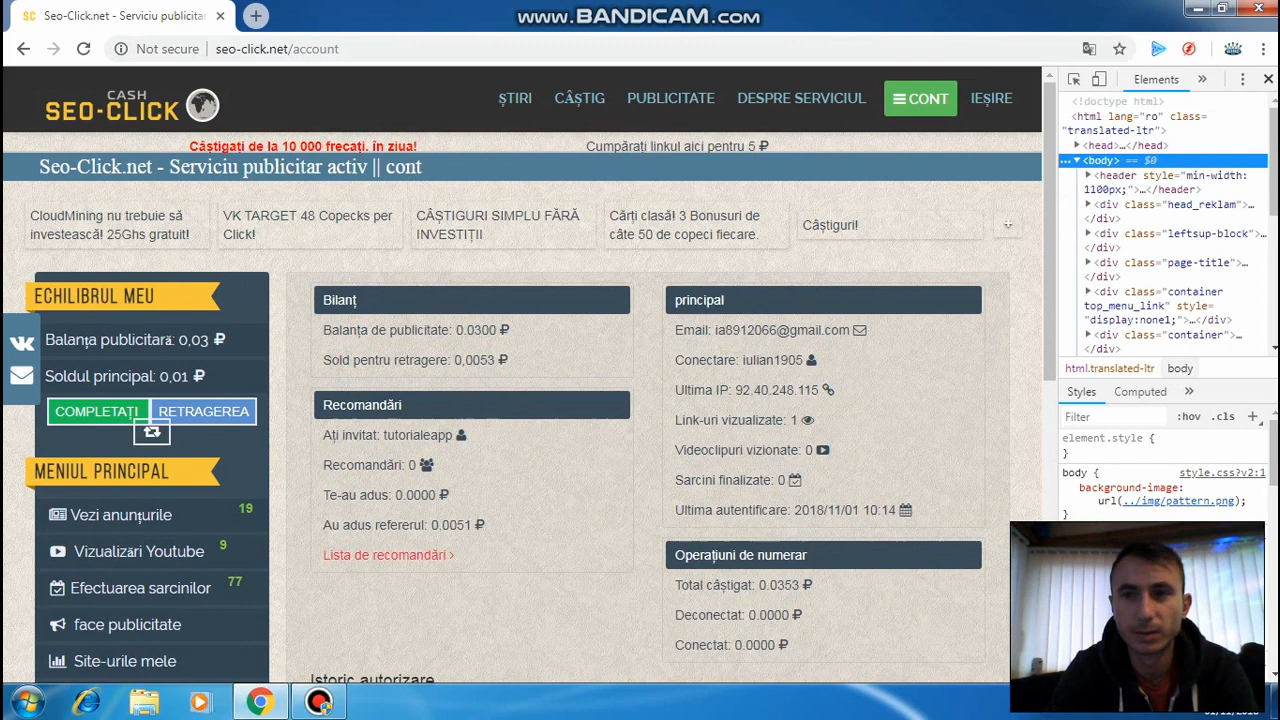 Seo-Click.net - Serviciu publicitar
www.BANDICAM.com
Not secure | seo-click.net/account
Elements
CASH
SEO-CLICK
ȘTIRI
CÂȘTIG
PUBLICITATE
DESPRE SERVICIUL
CONT
IEȘIRE
<!doctype html>
<html lang="ro" class=
"translated-ltr">
<head>…</head>
<body> == $0
<header style="min-width:
1100px;">…</header>
<div class="head_reklam">…
</div>
<div class="leftsup-block">…
</div>
<div class="page-title">…
</div>
<div class="container
top_menu_link" style=
"display:none1;">…</div>
<div class="container">…
</div>
html.translated-ltr body
Styles Computed
Filter :hov .cls
element.style {
}
body { style.css?v2:1
background-image:
url(../img/pattern.png);
}
Câștigați de la 10 000 frecați. în ziua!
Cumpărați linkul aici pentru 5 ₽
Seo-Click.net - Serviciu publicitar activ || cont
CloudMining nu trebuie să
investească! 25Ghs gratuit!
VK TARGET 48 Copecks per
Click!
CÂȘTIGURI SIMPLU FĂRĂ
INVESTIȚII
Cărți clasă! 3 Bonusuri de
câte 50 de copeci fiecare.
Câștiguri!
+
ECHILIBRUL MEU
Balanța publicitară: 0,03 ₽
Soldul principal: 0,01 ₽
COMPLETAȚI
RETRAGEREA
MENIUL PRINCIPAL
Vezi anunțurile 19
Vizualizări Youtube 9
Efectuarea sarcinilor 77
face publicitate
Site-urile mele
Bilanț
Balanța de publicitate: 0.0300 ₽
Sold pentru retragere: 0,0053 ₽
Recomandări
Ați invitat: tutorialeapp
Recomandări: 0
Te-au adus: 0.0000 ₽
Au adus refererul: 0.0051 ₽
Lista de recomandări ›
principal
Email: ia8912066@gmail.com
Conectare: iulian1905
Ultima IP: 92.40.248.115
Link-uri vizualizate: 1
Videoclipuri vizionate: 0
Sarcini finalizate: 0
Ultima autentificare: 2018/11/01 10:14
Operațiuni de numerar
Total câștigat: 0.0353 ₽
Deconectat: 0.0000 ₽
Conectat: 0.0000 ₽
Istoric autorizare
01/11/2018